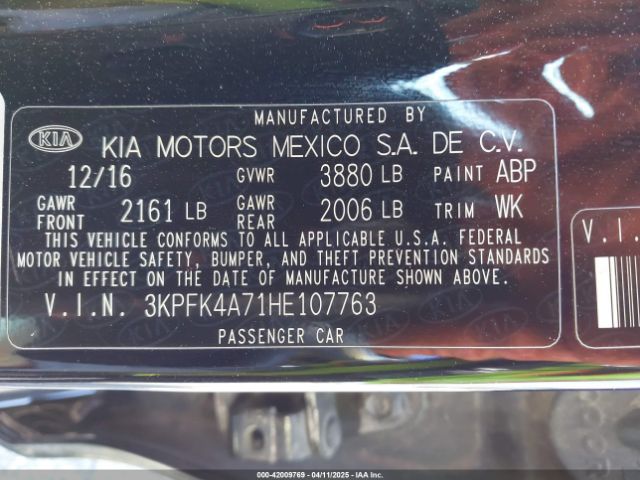 MANUFACTURED BY
KIA KIA MOTORS MEXICO S.A. DE C.V.
12/16 GVWR 3880 LB PAINT ABP
GAWR FRONT 2161 LB GAWR REAR 2006 LB TRIM WK
THIS VEHICLE CONFORMS TO ALL APPLICABLE U.S.A. FEDERAL
MOTOR VEHICLE SAFETY, BUMPER, AND THEFT PREVENTION STANDARDS
IN EFFECT ON THE DATE OF MANUFACTURE SHOWN ABOVE.
V.I.N. 3KPFK4A71HE107763
PASSENGER CAR
V.I.
000-42009769 - 04/11/2025 - IAA Inc.